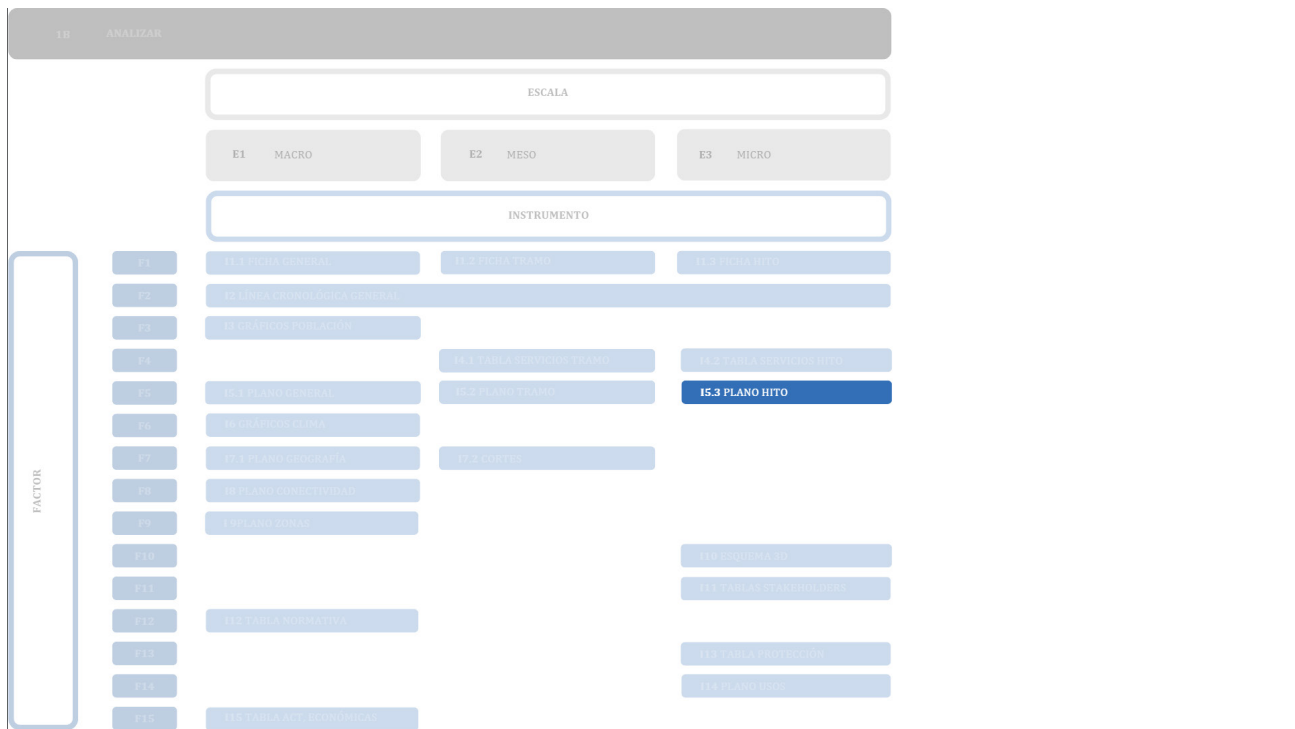 1B ANALIZAR
ESCALA
E1 MACRO E2 MESO E3 MICRO
INSTRUMENTO
FACTOR
F1 I1.1 FICHA GENERAL I1.2 FICHA TRAMO I1.3 FICHA HITO
F2 I2 LÍNEA CRONOLÓGICA GENERAL
F3 I3 GRÁFICOS POBLACIÓN
F4 I4.1 TABLA SERVICIOS TRAMO I4.2 TABLA SERVICIOS HITO
F5 I5.1 PLANO GENERAL I5.2 PLANO TRAMO I5.3 PLANO HITO
F6 I6 GRÁFICOS CLIMA
F7 I7.1 PLANO GEOGRAFÍA I7.2 CORTES
F8 I8 PLANO CONECTIVIDAD
F9 I 9PLANO ZONAS
F10 I10 ESQUEMA 3D
F11 I11 TABLAS STAKEHOLDERS
F12 I12 TABLA NORMATIVA
F13 I13 TABLA PROTECCIÓN
F14 I14 PLANO USOS
F15 I15 TABLA ACT. ECONÓMICAS